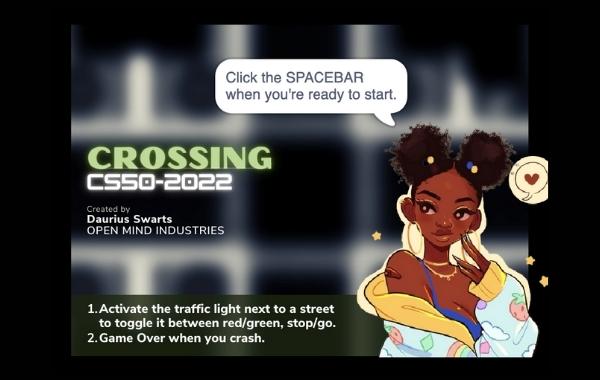 Click the SPACEBAR
when you're ready to start.
CROSSING
CS50-2022
Created by
Daurius Swarts
OPEN MIND INDUSTRIES
1. Activate the traffic light next to a street
to toggle it between red/green, stop/go.
2. Game Over when you crash.